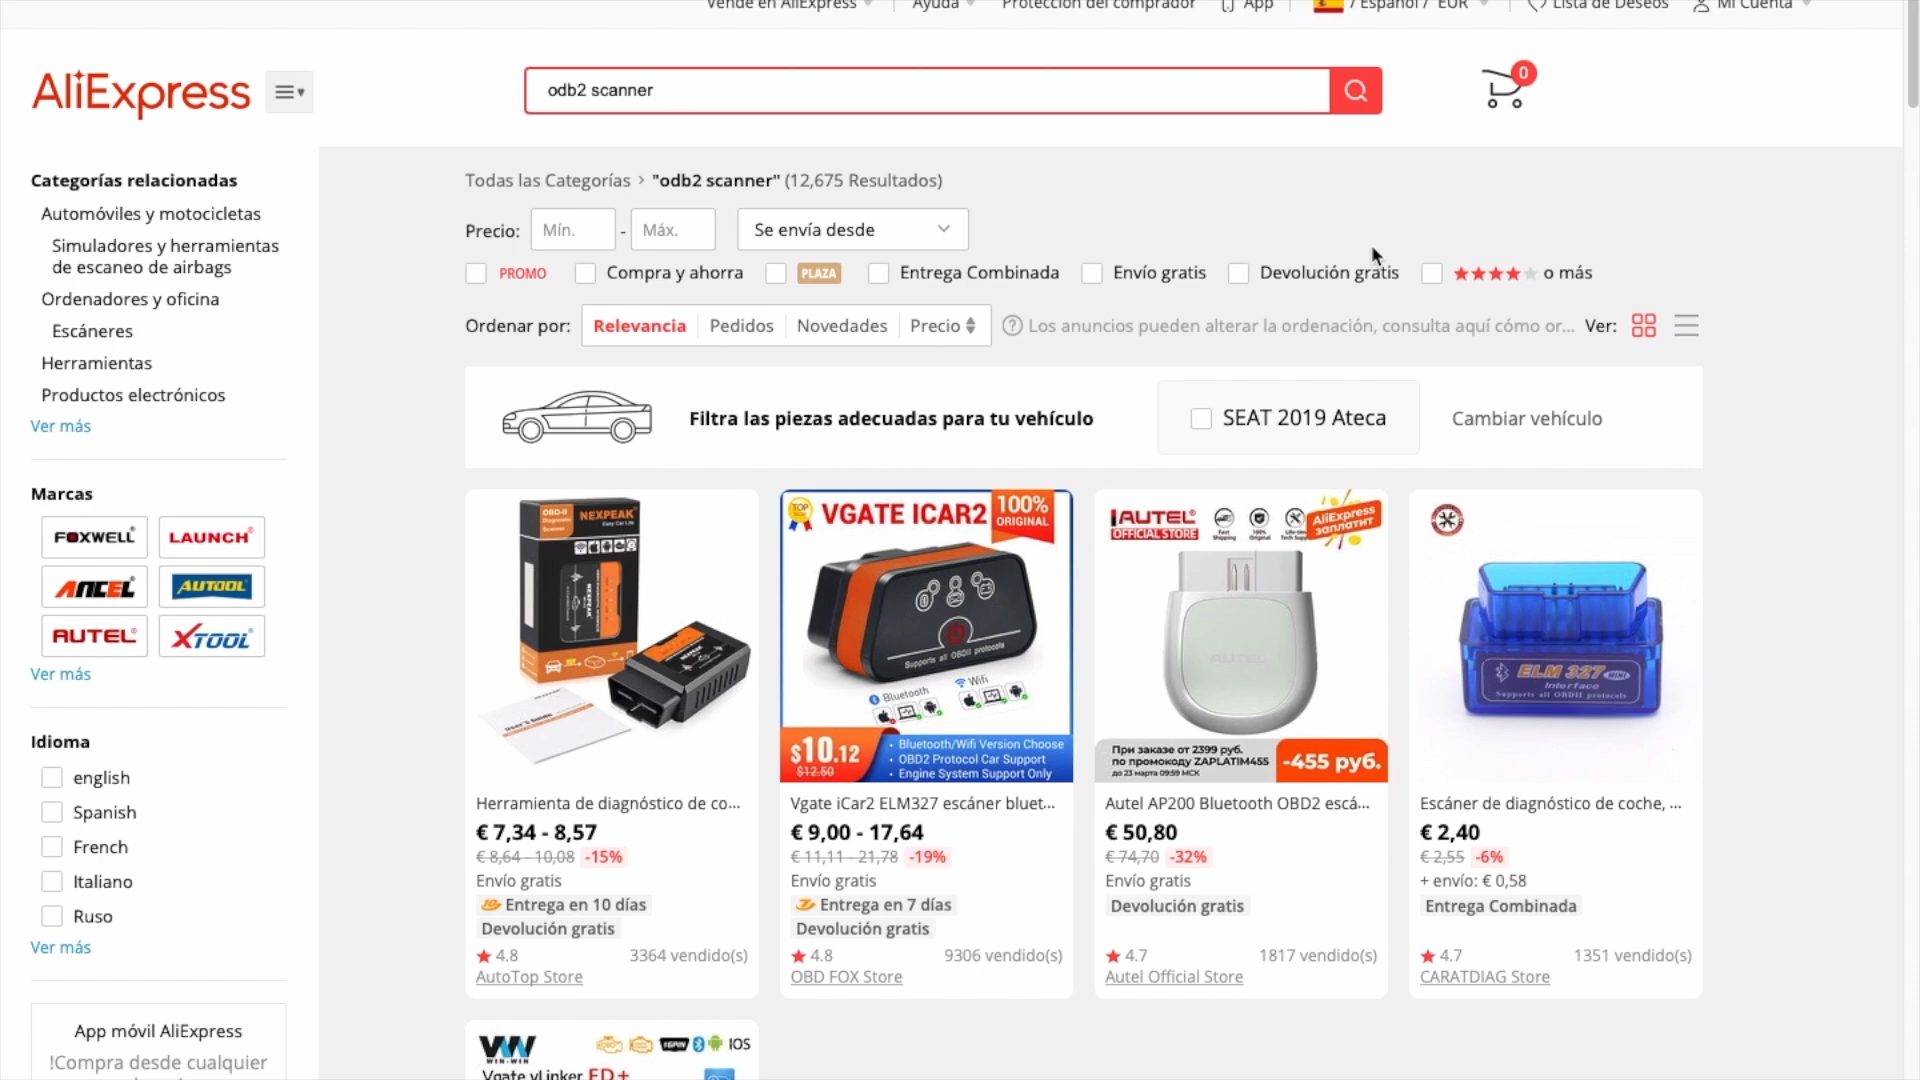 Vende en AliExpress
Ayuda
Protección del comprador
App
/ Español / EUR
Lista de Deseos
Mi Cuenta
AliExpress
odb2 scanner
0
Categorías relacionadas
Automóviles y motocicletas
Simuladores y herramientas
de escaneo de airbags
Ordenadores y oficina
Escáneres
Herramientas
Productos electrónicos
Ver más
Marcas
FOXWELL®
LAUNCH®
ANCEL®
AUTOOL®
AUTEL®
XTOOL®
Ver más
Idioma
english
Spanish
French
Italiano
Ruso
Ver más
App móvil AliExpress
!Compra desde cualquier
Todas las Categorías > "odb2 scanner" (12,675 Resultados)
Precio: Mín. - Máx. Se envía desde
PROMO Compra y ahorra PLAZA Entrega Combinada Envío gratis Devolución gratis o más
Ordenar por: Relevancia Pedidos Novedades Precio Los anuncios pueden alterar la ordenación, consulta aquí cómo or... Ver:
Filtra las piezas adecuadas para tu vehículo SEAT 2019 Ateca Cambiar vehículo
OBD-II
Diagnostic
Scanner
NEXPEAK
Easy Car Life
NEXPEAK
User's Guide
Herramienta de diagnóstico de co...
€ 7,34 - 8,57
€ 8,64 - 10,08 -15%
Envío gratis
Entrega en 10 días
Devolución gratis
4.8 3364 vendido(s)
AutoTop Store
TOP
VGATE ICAR2
100%
ORIGINAL
Supports all OBDII protocols
Bluetooth
Wifi
$10.12
$12.50
• Bluetooth/Wifi Version Choose
• OBD2 Protocol Car Support
• Engine System Support Only
Vgate iCar2 ELM327 escáner bluet...
€ 9,00 - 17,64
€ 11,11 - 21,78 -19%
Envío gratis
Entrega en 7 días
Devolución gratis
4.8 9306 vendido(s)
OBD FOX Store
AUTEL®
OFFICIAL STORE
Fast
Shipping
100%
Original
AliExpress
заплатит
AUTEL
При заказе от 2399 руб.
по промокоду ZAPLATIM455
до 23 марта 09:59 МСК
-455 руб.
Autel AP200 Bluetooth OBD2 escá...
€ 50,80
€ 74,70 -32%
Envío gratis
Devolución gratis
4.7 1817 vendido(s)
Autel Official Store
ELM 327 MINI
Interface
Supports all OBDII protocols
Escáner de diagnóstico de coche, ...
€ 2,40
€ 2,55 -6%
+ envío: € 0,58
Entrega Combinada
4.7 1351 vendido(s)
CARATDIAG Store
WIN-WIN
16PIN
IOS
Vgate vLinker FD+